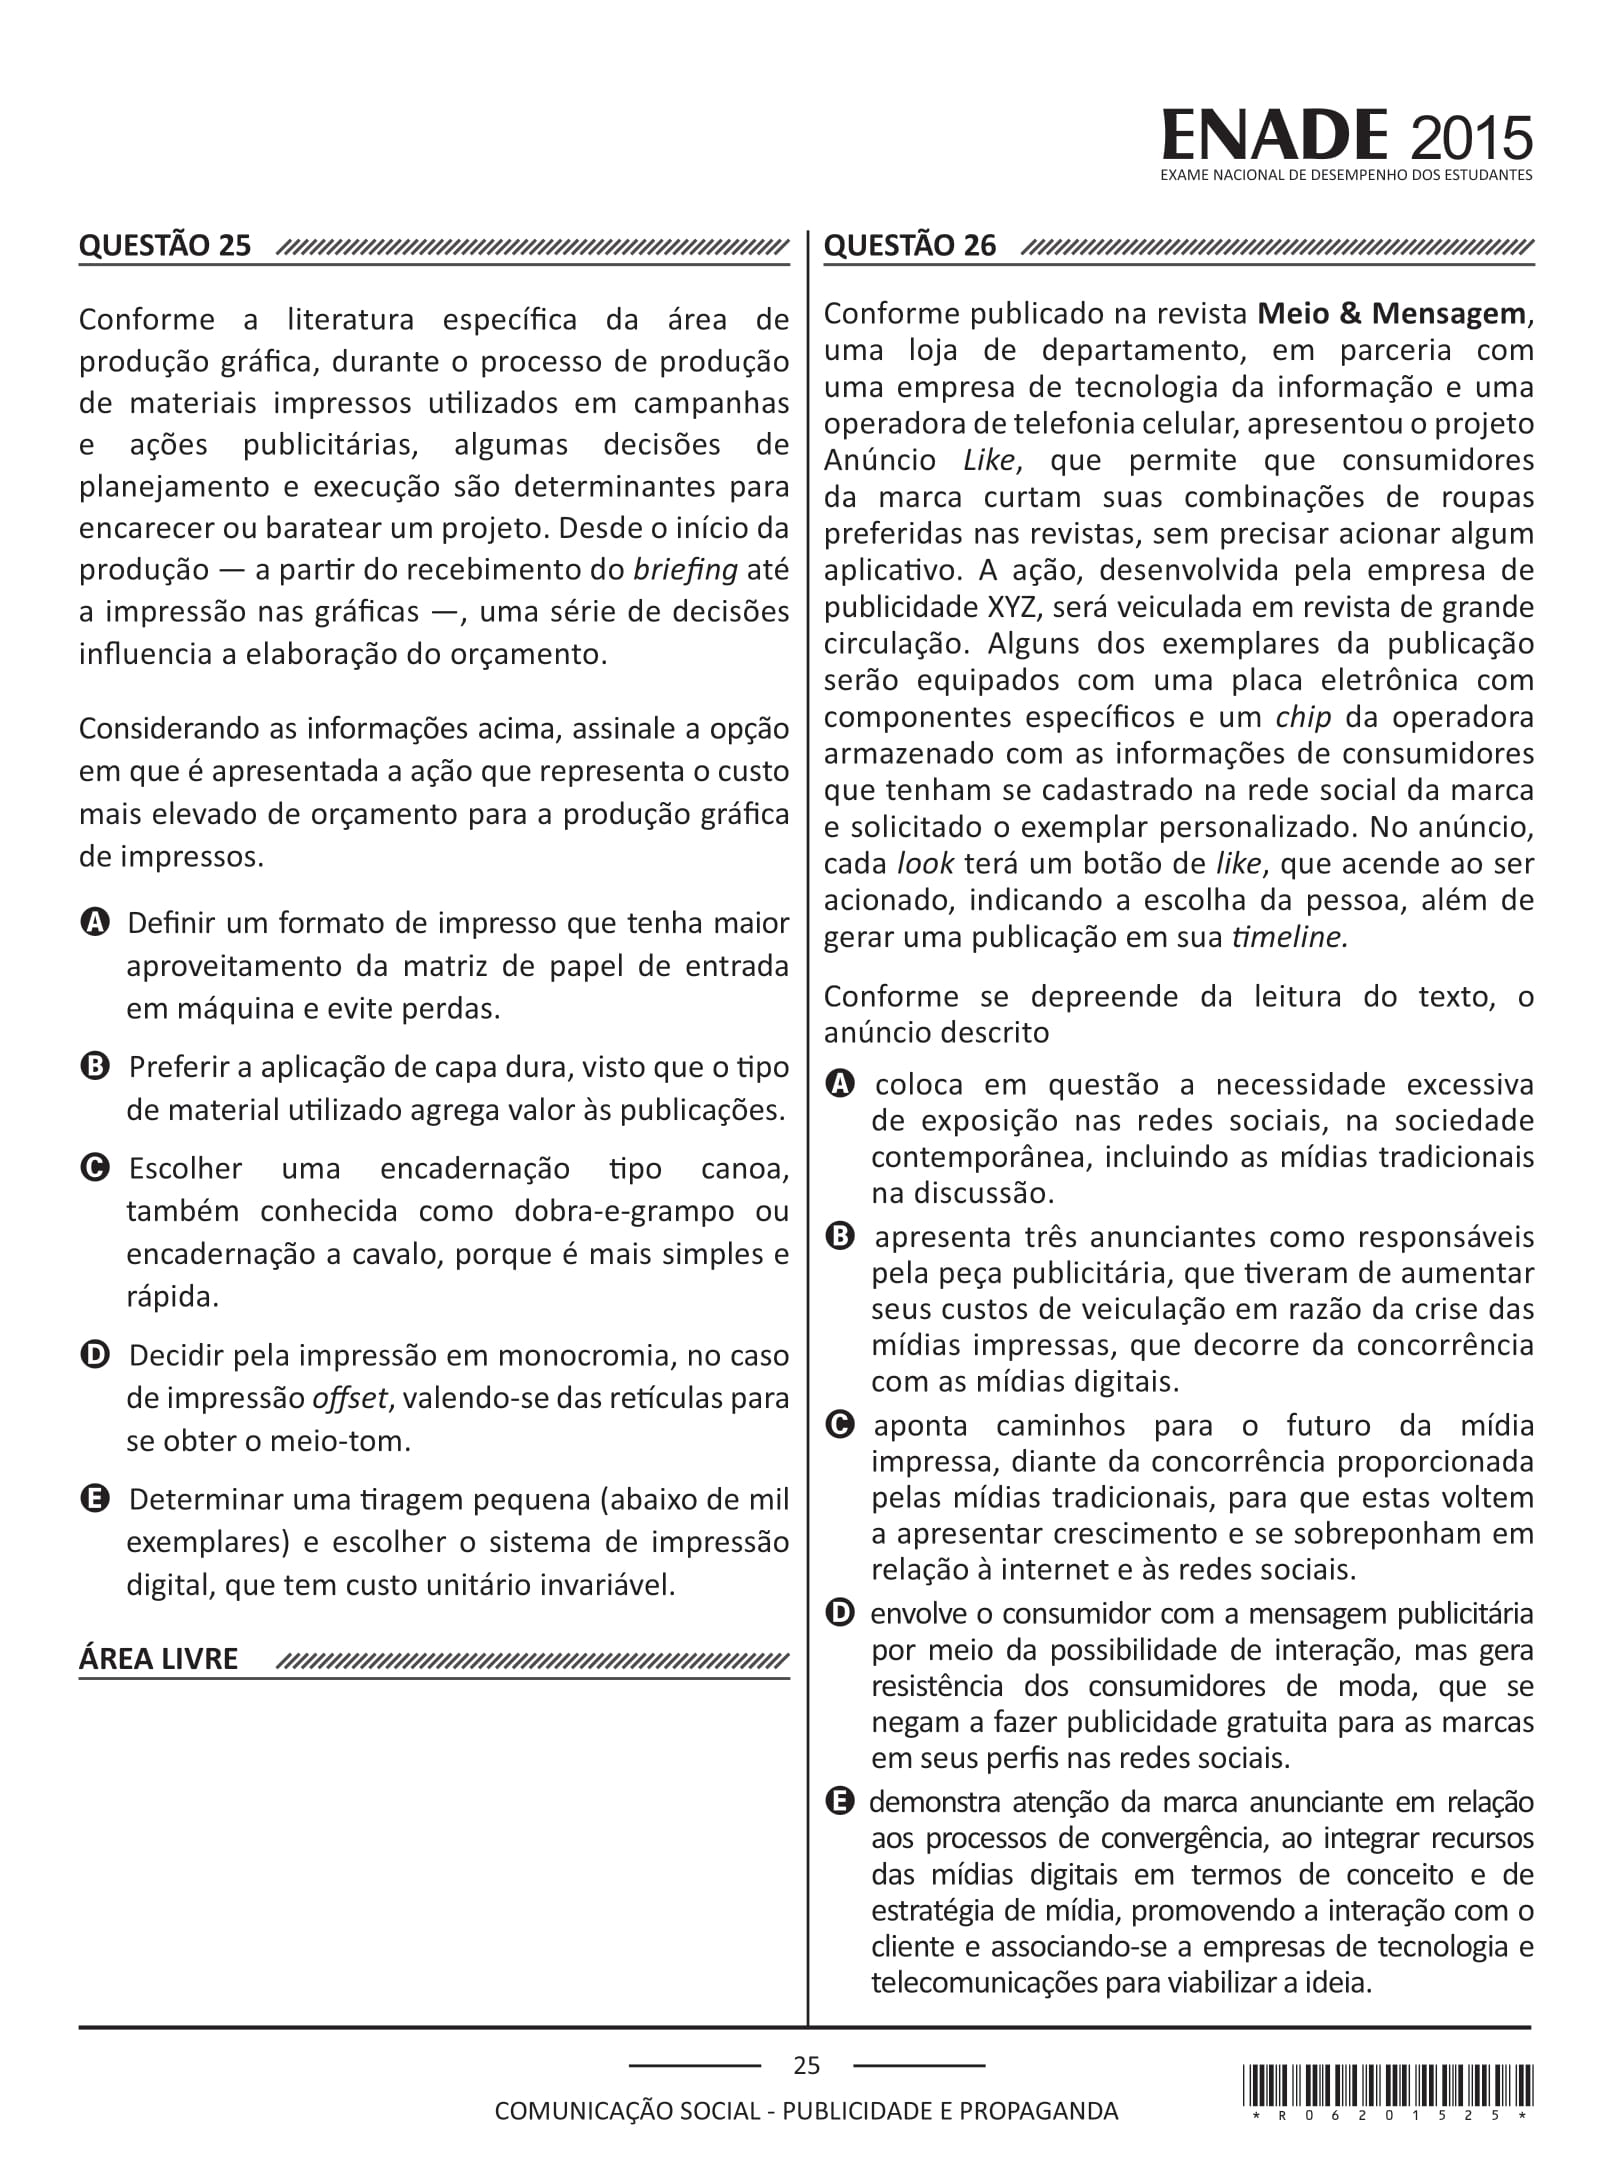 ENADE 2015
EXAME NACIONAL DE DESEMPENHO DOS ESTUDANTES
QUESTÃO 25
Conforme a literatura específica da área de
produção gráfica, durante o processo de produção
de materiais impressos utilizados em campanhas
e ações publicitárias, algumas decisões de
planejamento e execução são determinantes para
encarecer ou baratear um projeto. Desde o início da
produção — a partir do recebimento do briefing até
a impressão nas gráficas —, uma série de decisões
influencia a elaboração do orçamento.
Considerando as informações acima, assinale a opção
em que é apresentada a ação que representa o custo
mais elevado de orçamento para a produção gráfica
de impressos.
A Definir um formato de impresso que tenha maior
aproveitamento da matriz de papel de entrada
em máquina e evite perdas.
B Preferir a aplicação de capa dura, visto que o tipo
de material utilizado agrega valor às publicações.
C Escolher uma encadernação tipo canoa,
também conhecida como dobra-e-grampo ou
encadernação a cavalo, porque é mais simples e
rápida.
D Decidir pela impressão em monocromia, no caso
de impressão offset, valendo-se das retículas para
se obter o meio-tom.
E Determinar uma tiragem pequena (abaixo de mil
exemplares) e escolher o sistema de impressão
digital, que tem custo unitário invariável.
ÁREA LIVRE
QUESTÃO 26
Conforme publicado na revista Meio & Mensagem,
uma loja de departamento, em parceria com
uma empresa de tecnologia da informação e uma
operadora de telefonia celular, apresentou o projeto
Anúncio Like, que permite que consumidores
da marca curtam suas combinações de roupas
preferidas nas revistas, sem precisar acionar algum
aplicativo. A ação, desenvolvida pela empresa de
publicidade XYZ, será veiculada em revista de grande
circulação. Alguns dos exemplares da publicação
serão equipados com uma placa eletrônica com
componentes específicos e um chip da operadora
armazenado com as informações de consumidores
que tenham se cadastrado na rede social da marca
e solicitado o exemplar personalizado. No anúncio,
cada look terá um botão de like, que acende ao ser
acionado, indicando a escolha da pessoa, além de
gerar uma publicação em sua timeline.
Conforme se depreende da leitura do texto, o
anúncio descrito
A coloca em questão a necessidade excessiva
de exposição nas redes sociais, na sociedade
contemporânea, incluindo as mídias tradicionais
na discussão.
B apresenta três anunciantes como responsáveis
pela peça publicitária, que tiveram de aumentar
seus custos de veiculação em razão da crise das
mídias impressas, que decorre da concorrência
com as mídias digitais.
C aponta caminhos para o futuro da mídia
impressa, diante da concorrência proporcionada
pelas mídias tradicionais, para que estas voltem
a apresentar crescimento e se sobreponham em
relação à internet e às redes sociais.
D envolve o consumidor com a mensagem publicitária
por meio da possibilidade de interação, mas gera
resistência dos consumidores de moda, que se
negam a fazer publicidade gratuita para as marcas
em seus perfis nas redes sociais.
E demonstra atenção da marca anunciante em relação
aos processos de convergência, ao integrar recursos
das mídias digitais em termos de conceito e de
estratégia de mídia, promovendo a interação com o
cliente e associando-se a empresas de tecnologia e
telecomunicações para viabilizar a ideia.
25
COMUNICAÇÃO SOCIAL - PUBLICIDADE E PROPAGANDA
* R 0 6 2 0 1 5 2 5 *